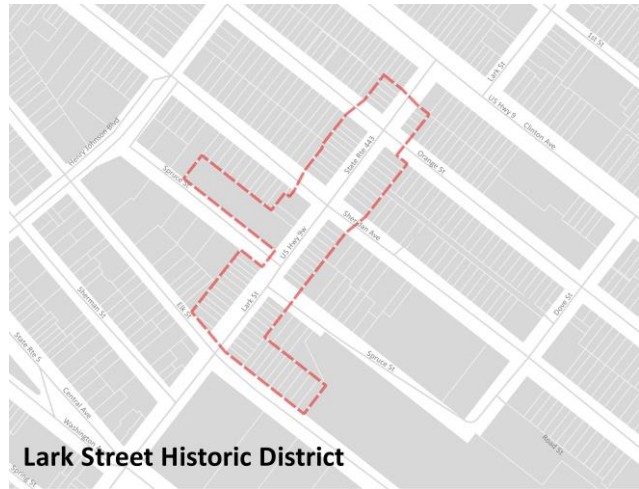 1st St
Lark St
US Hwy 9
Clinton Ave
Henry Johnson Blvd
State Rte 443
Orange St
Spruce St
Sheridan Ave
US Hwy 9w
Sherman St
Elk St
Lark St
Dove St
State Rte 5
Spruce St
Central Ave
Washington
Road St
Lark Street Historic District
Spring St